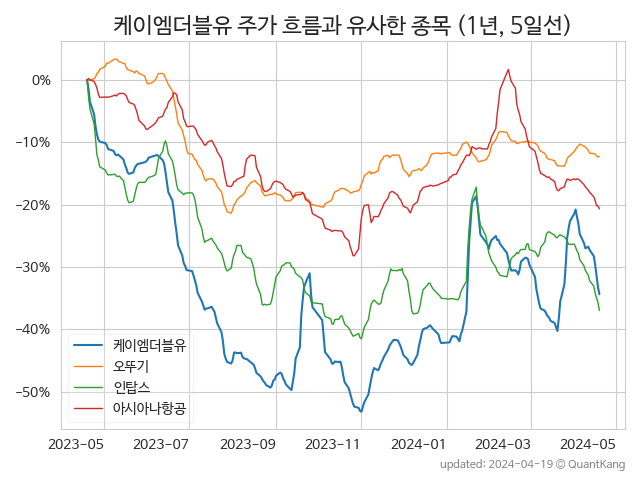 케이엠더블유 주가 흐름과 유사한 종목 (1년, 5일선)
0%
−10%
−20%
−30%
−40%
−50%
케이엠더블유
오뚜기
인탑스
아시아나항공
2023-05 2023-07 2023-09 2023-11 2024-01 2024-03 2024-05
updated: 2024-04-19 © QuantKang